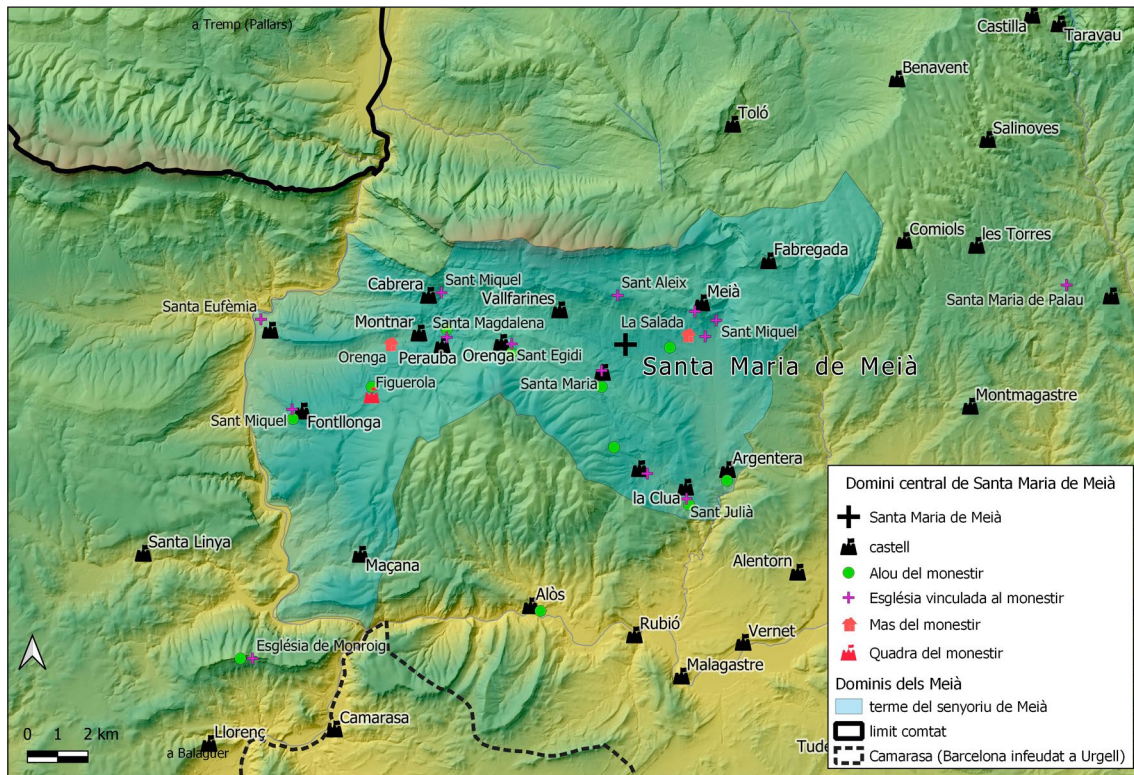 a Tremp (Pallars)
Castilla
Taravau
Benavent
Toló
Salinoves
Comiols
les Torres
Fabregada
Santa Maria de Palau
Cabrera
Sant Miquel
Vallfarines
Sant Aleix
Meià
Santa Eufèmia
Montnar
Santa Magdalena
La Salada
Sant Miquel
Orenga
Perauba
Orenga
Sant Egidi
Santa Maria de Meià
Figuerola
Santa Maria
Sant Miquel
Fontllonga
Montmagastre
Argentera
la Clua
Sant Julià
Santa Linya
Maçana
Alentorn
Alòs
Rubió
Vernet
Església de Monroig
Malagastre
Camarasa
Llorenç
a Balaguer
Tude
0 1 2 km
Domini central de Santa Maria de Meià
Santa Maria de Meià
castell
Alou del monestir
Església vinculada al monestir
Mas del monestir
Quadra del monestir
Dominis dels Meià
terme del senyoriu de Meià
limit comtat
Camarasa (Barcelona infeudat a Urgell)